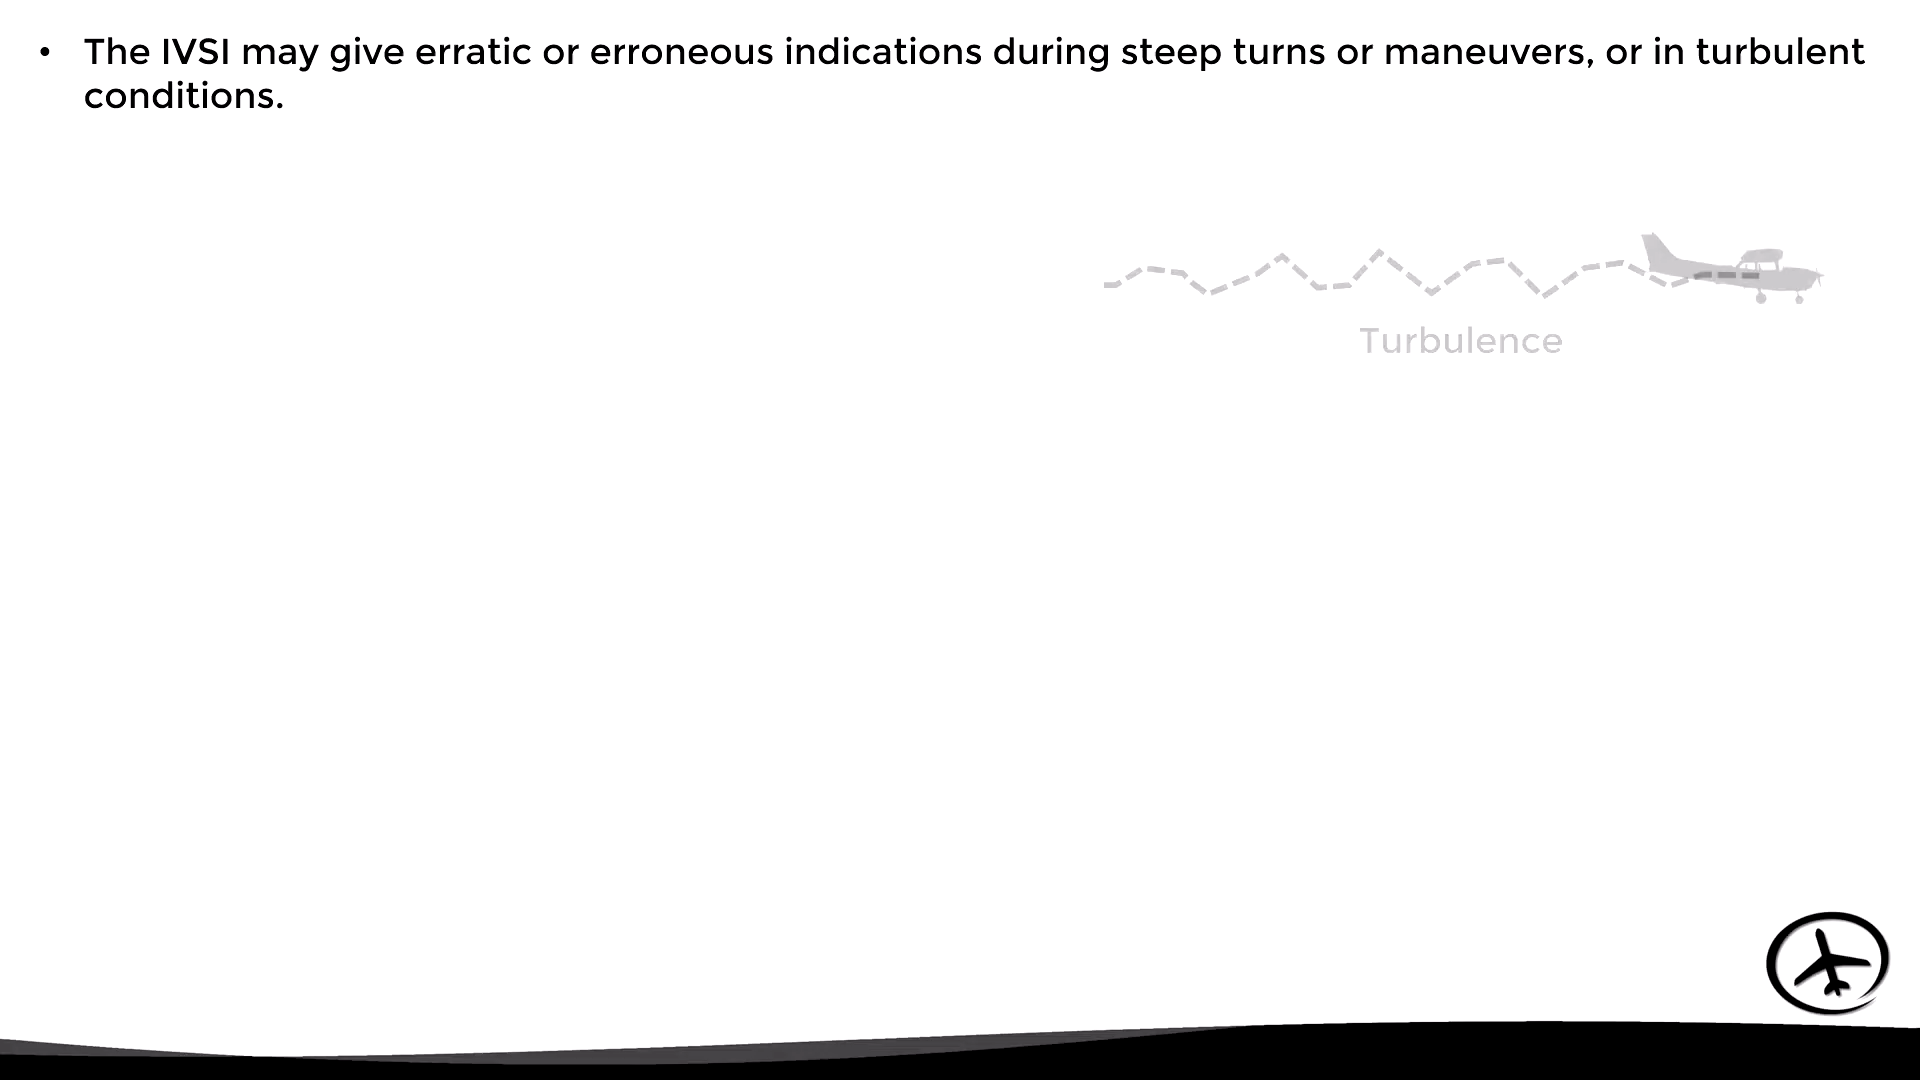 • The IVSI may give erratic or erroneous indications during steep turns or maneuvers, or in turbulent
conditions.
Turbulence